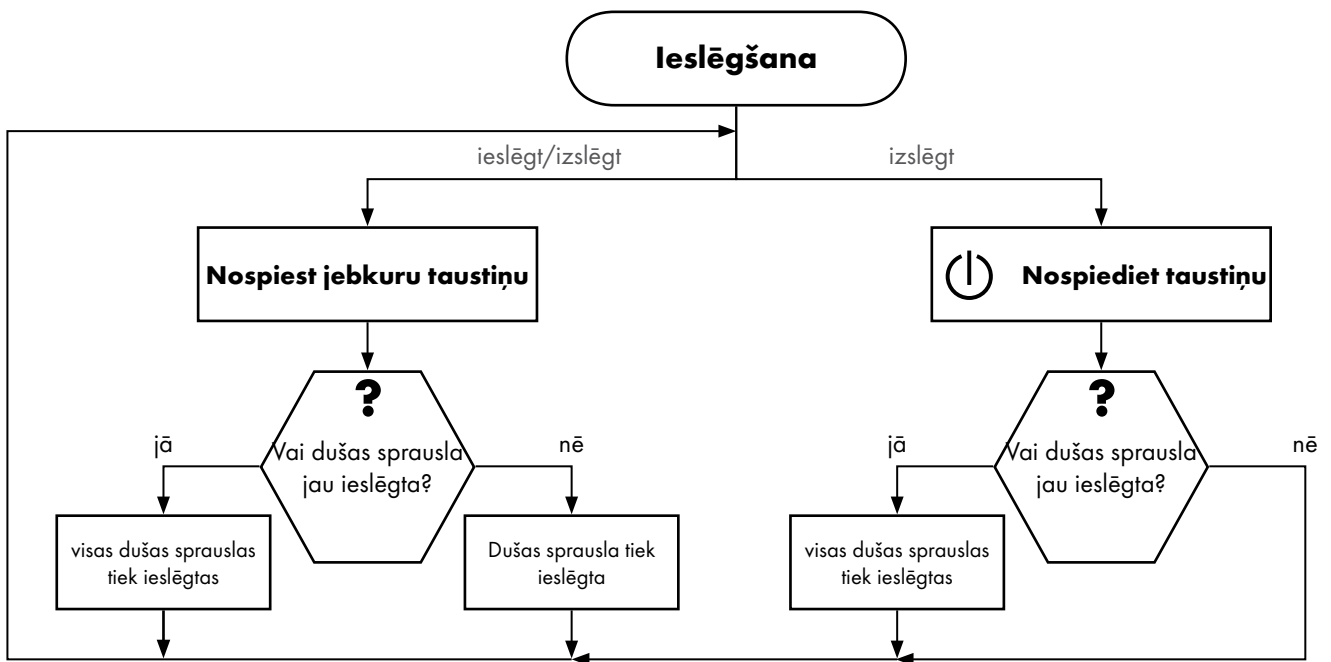 Ieslēgšana
ieslēgt/izslēgt
izslēgt
Nospiest jebkuru taustiņu
Nospiediet taustiņu
?
Vai dušas sprausla
jau ieslēgta?
jā
nē
visas dušas sprauslas
tiek ieslēgtas
Dušas sprausla tiek
ieslēgta
?
Vai dušas sprausla
jau ieslēgta?
jā
nē
visas dušas sprauslas
tiek ieslēgtas